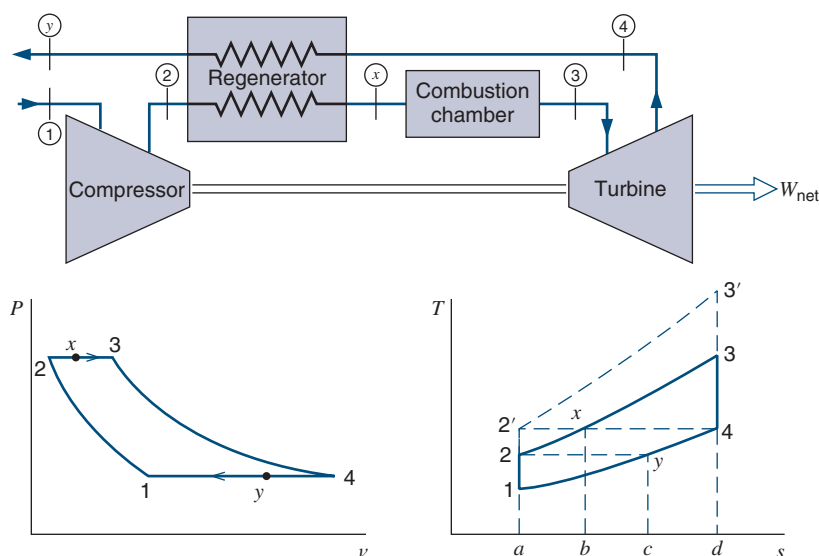 y
4
2
Regenerator
x
3
Combustion
chamber
1
Compressor
Turbine
W net
P
x
3
2
1
y
4
v
T
3′
3
x
2′
4
2
y
1
a
b
c
d
s